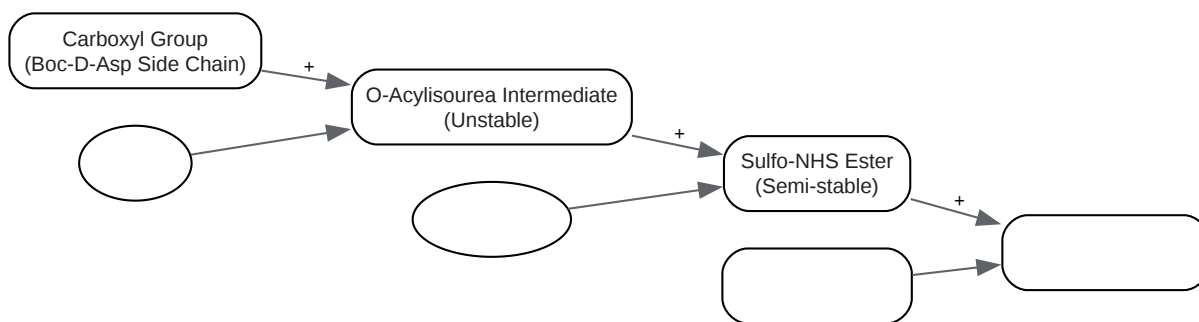 Carboxyl Group
(Boc-D-Asp Side Chain)
+
O-Acylisourea Intermediate
(Unstable)
+
Sulfo-NHS Ester
(Semi-stable)
+